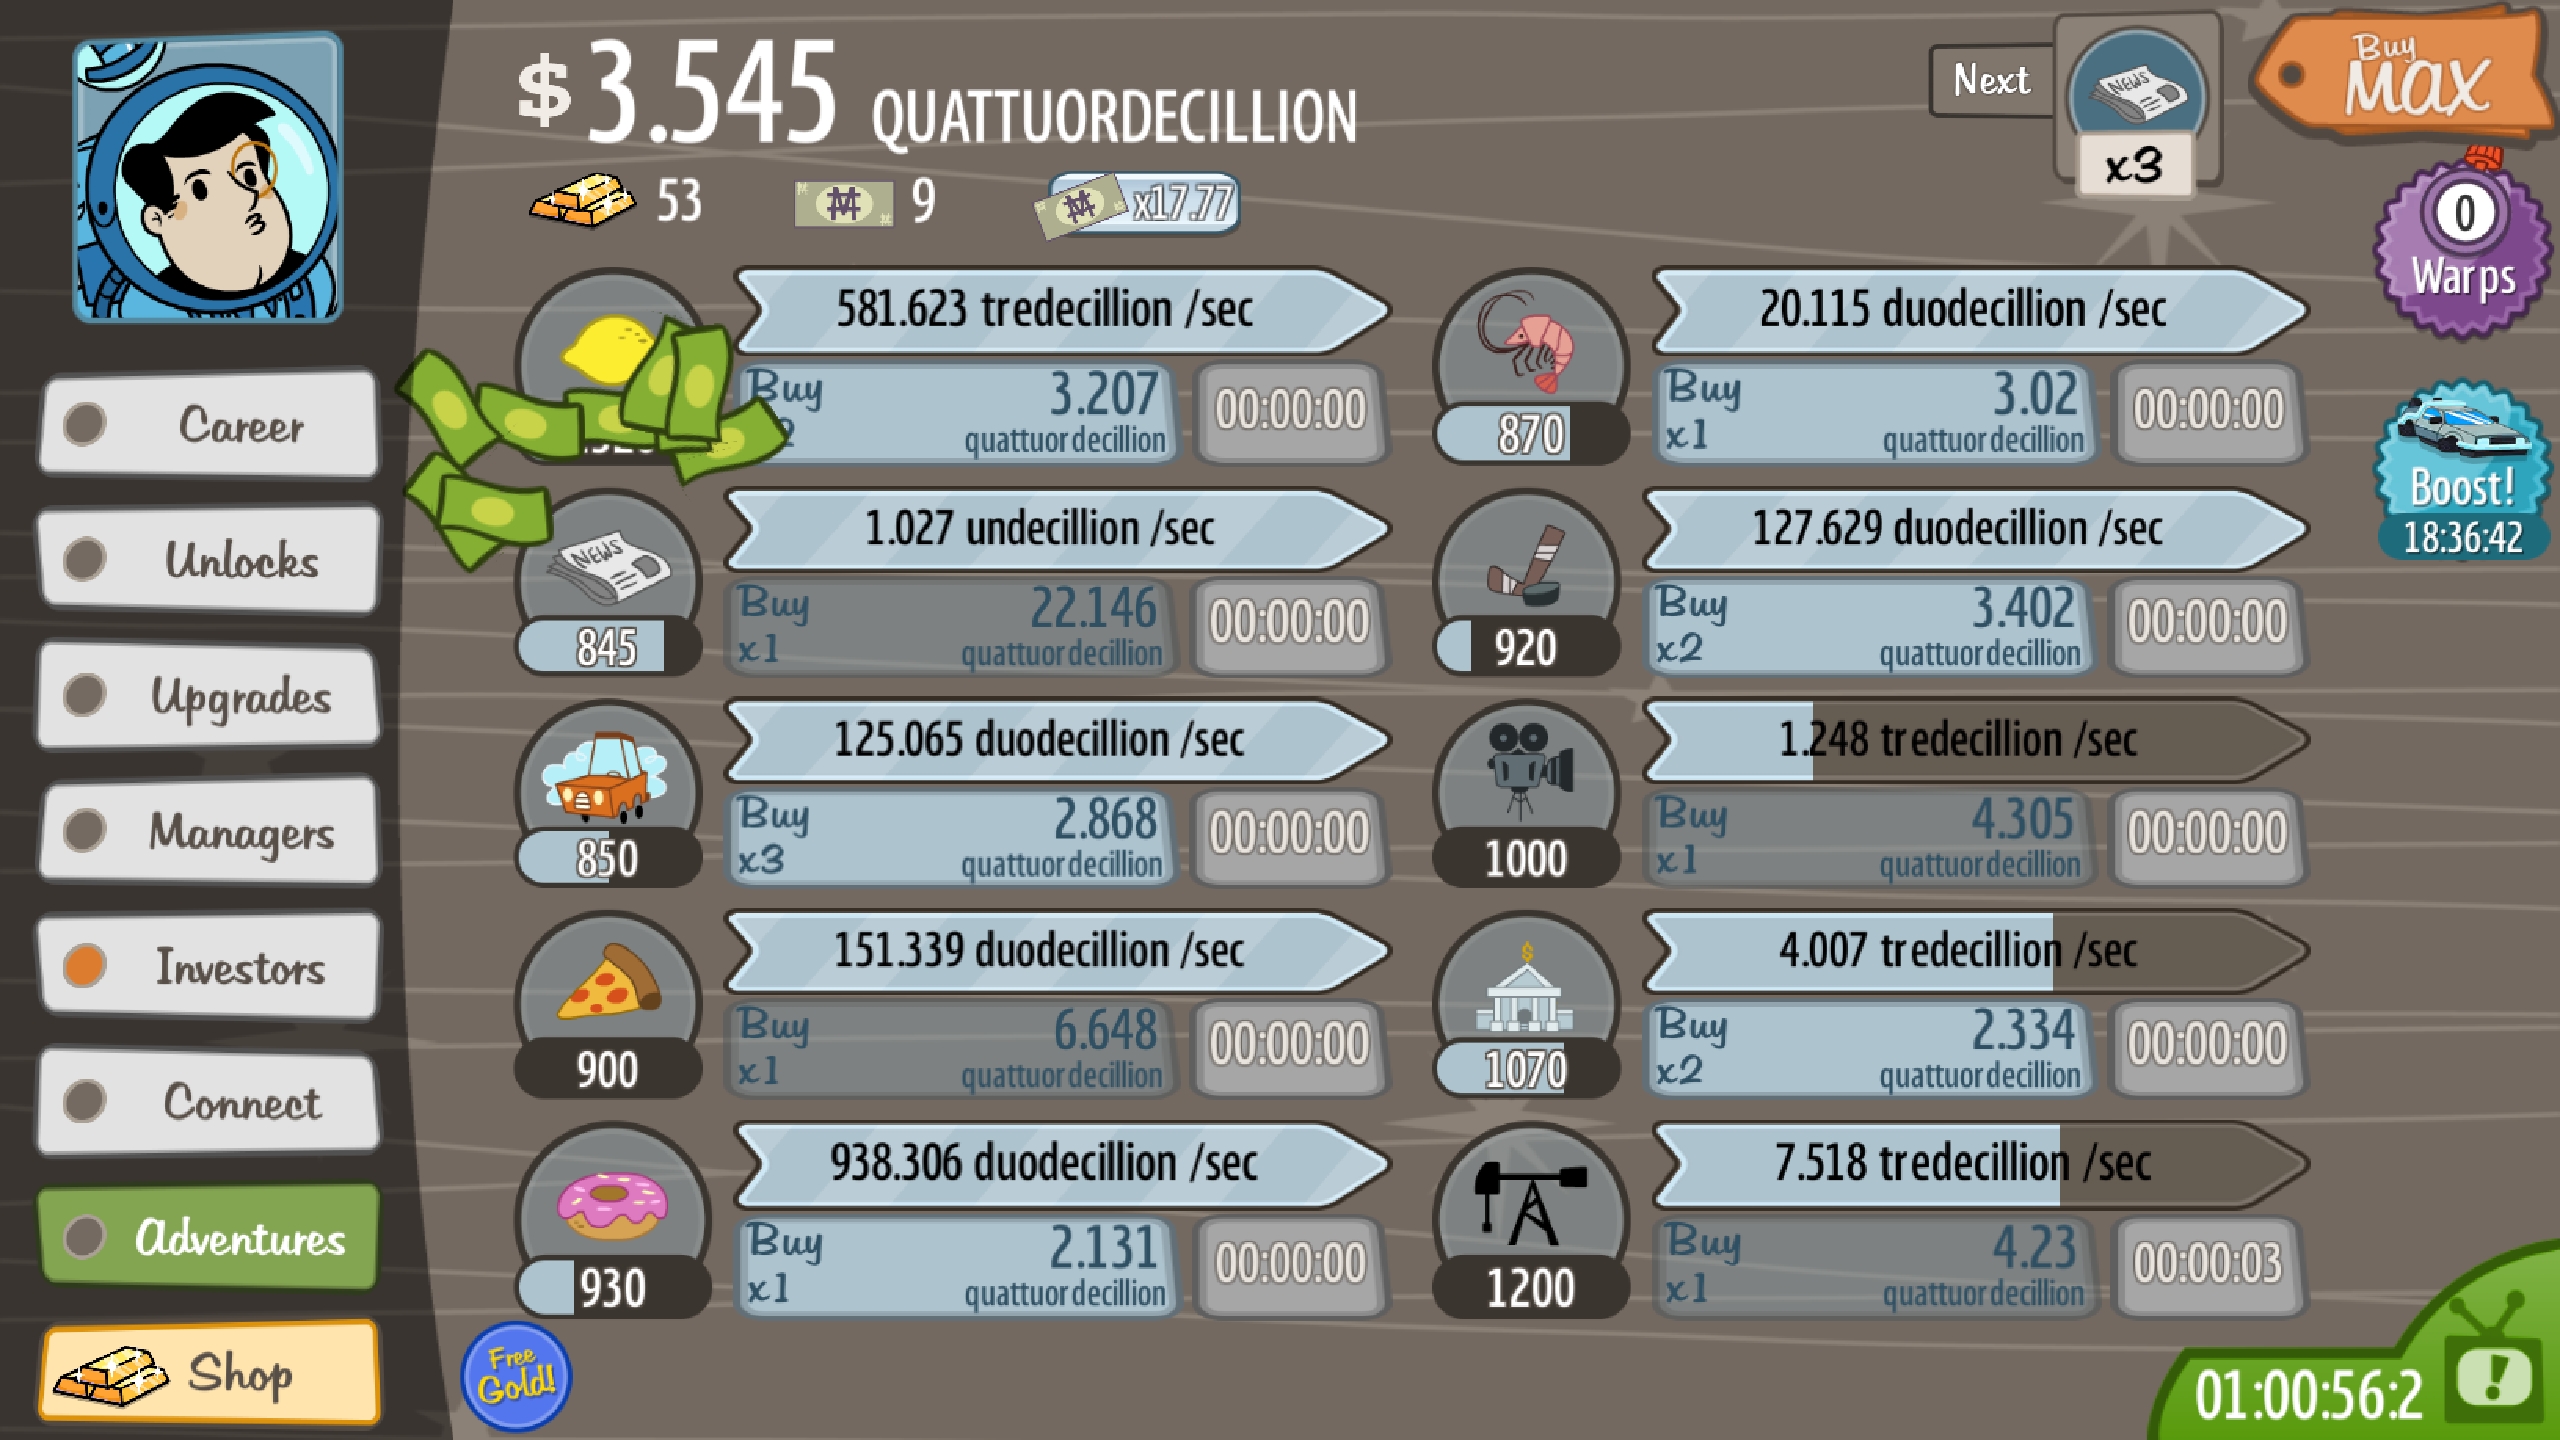 $3.545 QUATTUORDECILLION
Next
x3
Buy
MAX
53
9
x17.77
0
Warps
Boost!
18:36:42
Career
Unlocks
Upgrades
Managers
Investors
Connect
Adventures
Shop
Free
Gold!
581.623 tredecillion /sec
Buy
3.207
quattuordecillion
00:00:00
NEWS
845
1.027 undecillion /sec
Buy
x1
22.146
quattuordecillion
00:00:00
850
125.065 duodecillion /sec
Buy
x3
2.868
quattuordecillion
00:00:00
900
151.339 duodecillion /sec
Buy
x1
6.648
quattuordecillion
00:00:00
930
938.306 duodecillion /sec
Buy
x1
2.131
quattuordecillion
00:00:00
870
20.115 duodecillion /sec
Buy
x1
3.02
quattuordecillion
00:00:00
920
127.629 duodecillion /sec
Buy
x2
3.402
quattuordecillion
00:00:00
1000
1.248 tredecillion /sec
Buy
x1
4.305
quattuordecillion
00:00:00
1070
4.007 tredecillion /sec
Buy
x2
2.334
quattuordecillion
00:00:00
1200
7.518 tredecillion /sec
Buy
x1
4.23
quattuordecillion
00:00:03
01:00:56:2
NEWS